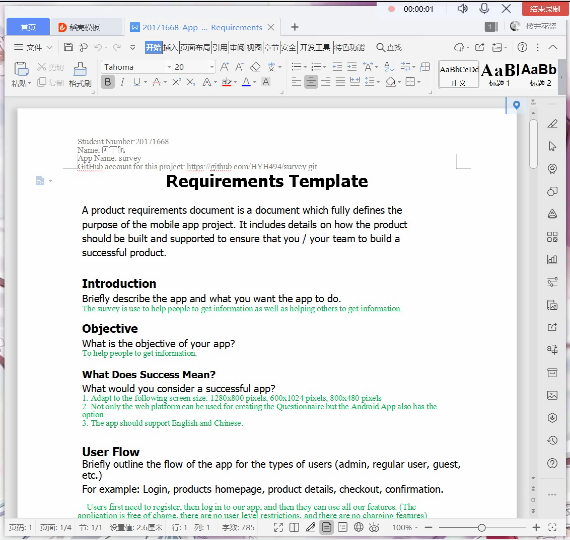 00:00:01
结束录制
首页
稻壳模板
20171668 App ... Requirements
1
文件
开始 插入 页面布局 引用 审阅 视图 章节 安全 开发工具 特色功能 查找
粘贴
剪切
复制
格式刷
Tahoma
20
AaBbCcDd
AaBl
AaBb
正文
标题
Student Number:20171668
Name:
App Name: survey
GitHub account for this project: https://github.com/HYH494/survey.git
Requirements Template
A product requirements document is a document which fully defines the
purpose of the mobile app project. It includes details on how the product
should be built and supported to ensure that you / your team to build a
successful product.
Introduction
Briefly describe the app and what you want the app to do.
The survey is use to help people to get information as well as helping others to get information.
Objective
What is the objective of your app?
To help people to get information.
What Does Success Mean?
What would you consider a successful app?
1. Adapt to the following screen size: 1280x800 pixels, 600x1024 pixels, 800x480 pixels
2. Not only the web platform can be used for creating the Questionnaire but the Android App also has the
option.
3. The app should support English and Chinese.
User Flow
Briefly outline the flow of the app for the types of users (admin, regular user, guest,
etc.)
For example: Login, products homepage, product details, checkout, confirmation.
Users first need to register, then log in to our app, and then they can use all our features. (The
application is free of charge, there are no user level restrictions, and there are no charging features)
页码: 1 页面: 1/4 节: 1/1 设置值: 2.6厘米 行: 1 列: 1 字数: 785
100%